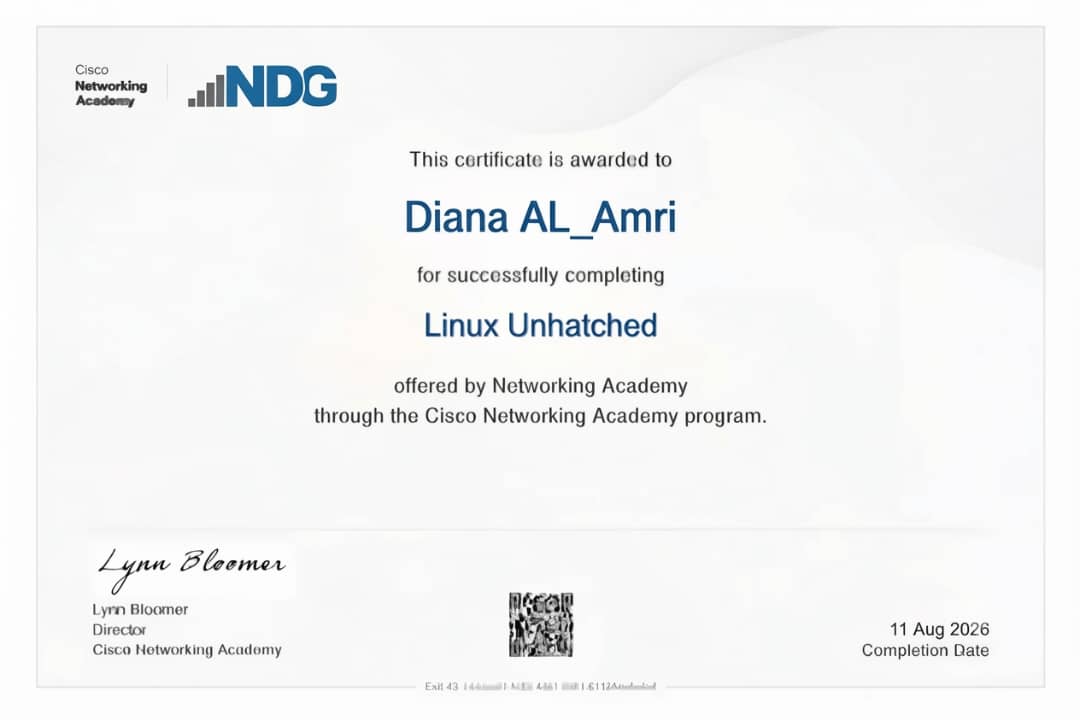 Cisco
Networking
Academy
NDG
This certificate is awarded to
Diana AL_Amri
for successfully completing
Linux Unhatched
offered by Networking Academy
through the Cisco Networking Academy program.
Lynn Bloomer
Lynn Bloomer
Director
Cisco Networking Academy
11 Aug 2026
Completion Date